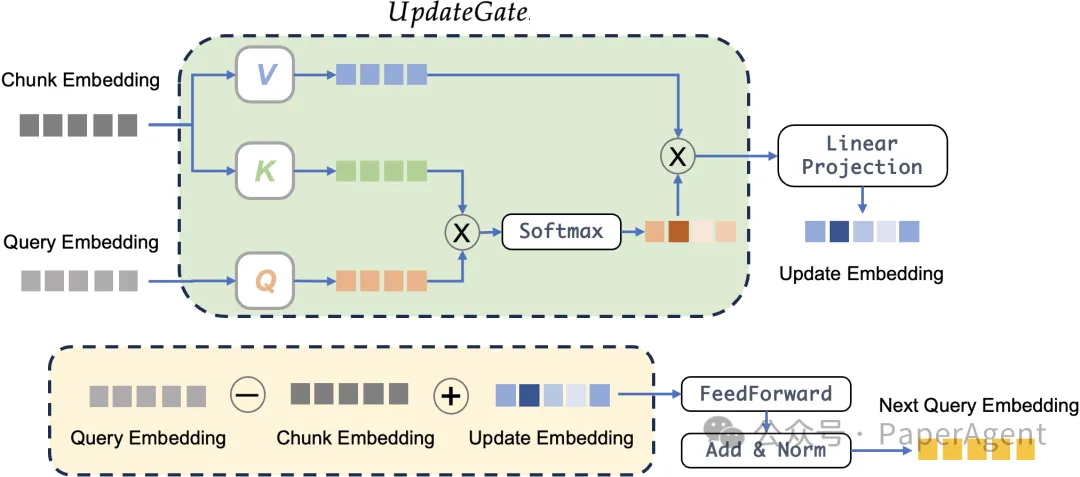 UpdateGate.
Chunk Embedding
V
K
Query Embedding
Q
X
Softmax
X
Linear
Projection
Update Embedding
Query Embedding
−
Chunk Embedding
+
Update Embedding
FeedForward
Add & Norm
Next Query Embedding
公众号 · PaperAgent